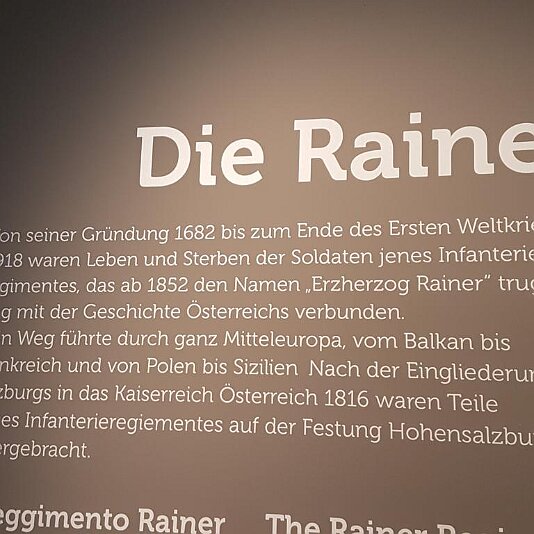 Die Raine
on seiner Gründung 1682 bis zum Ende des Ersten Weltkrie
918 waren Leben und Sterben der Soldaten jenes Infanterie
gimentes, das ab 1852 den Namen „Erzherzog Rainer“ trug
g mit der Geschichte Österreichs verbunden.
n Weg führte durch ganz Mitteleuropa, vom Balkan bis
nkreich und von Polen bis Sizilien Nach der Eingliederun
zburgs in das Kaiserreich Österreich 1816 waren Teile
es Infanterieregiementes auf der Festung Hohensalzbu
ergebracht.
eggimento Rainer The Rainer